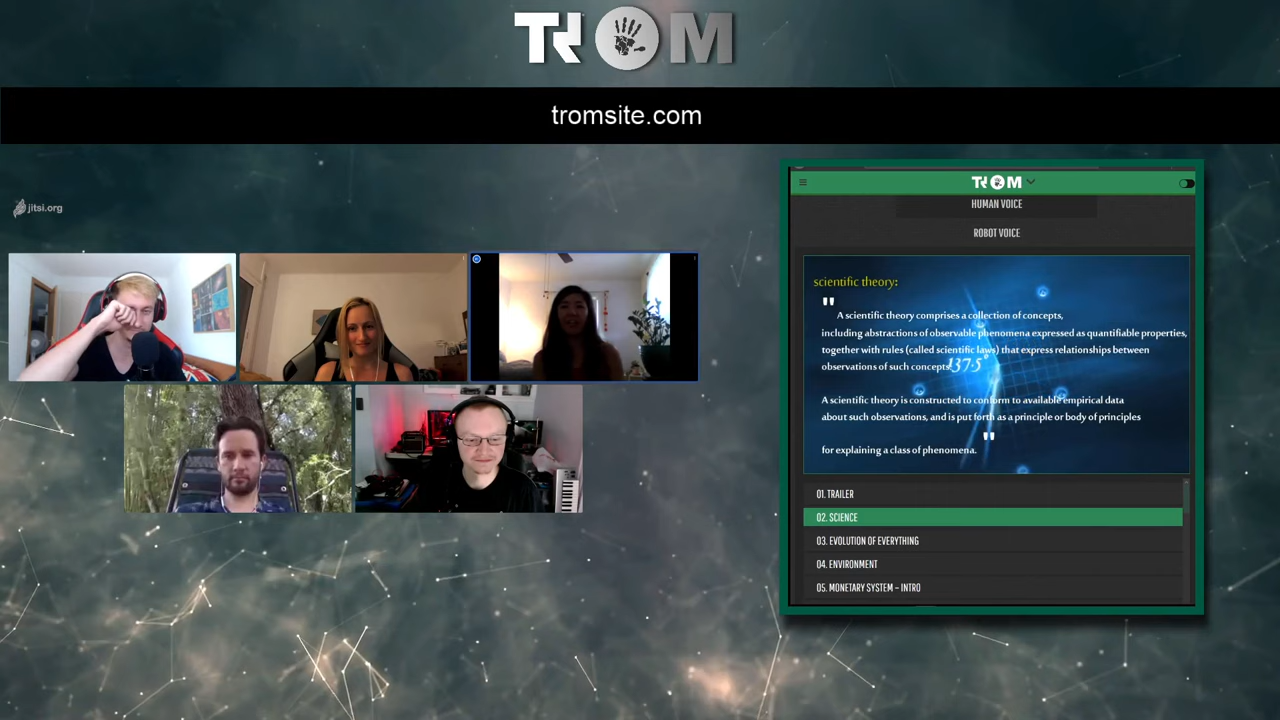 TROM
tromsite.com
jitsi.org
TROM
HUMAN VOICE
ROBOT VOICE
scientific theory:
"
A scientific theory comprises a collection of concepts,
including abstractions of observable phenomena expressed as quantifiable properties,
together with rules (called scientific laws) that express relationships between
observations of such concepts.
137.5°
A scientific theory is constructed to conform to available empirical data
about such observations, and is put forth as a principle or body of principles
"
for explaining a class of phenomena.
01. TRAILER
02. SCIENCE
03. EVOLUTION OF EVERYTHING
04. ENVIRONMENT
05. MONETARY SYSTEM – INTRO